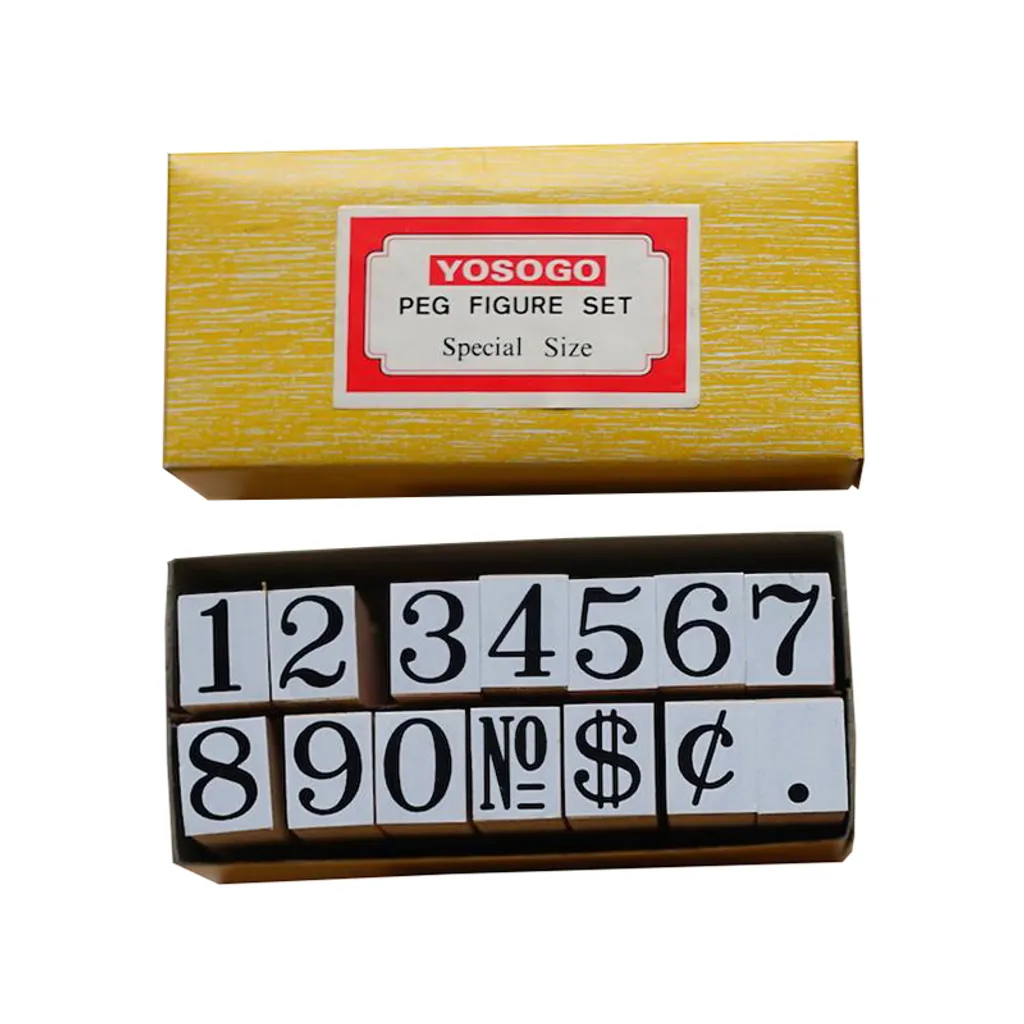 YOSOGO
PEG FIGURE SET
Special Size
1 2 3 4 5 6 7
8 9 0 № $ ¢ .